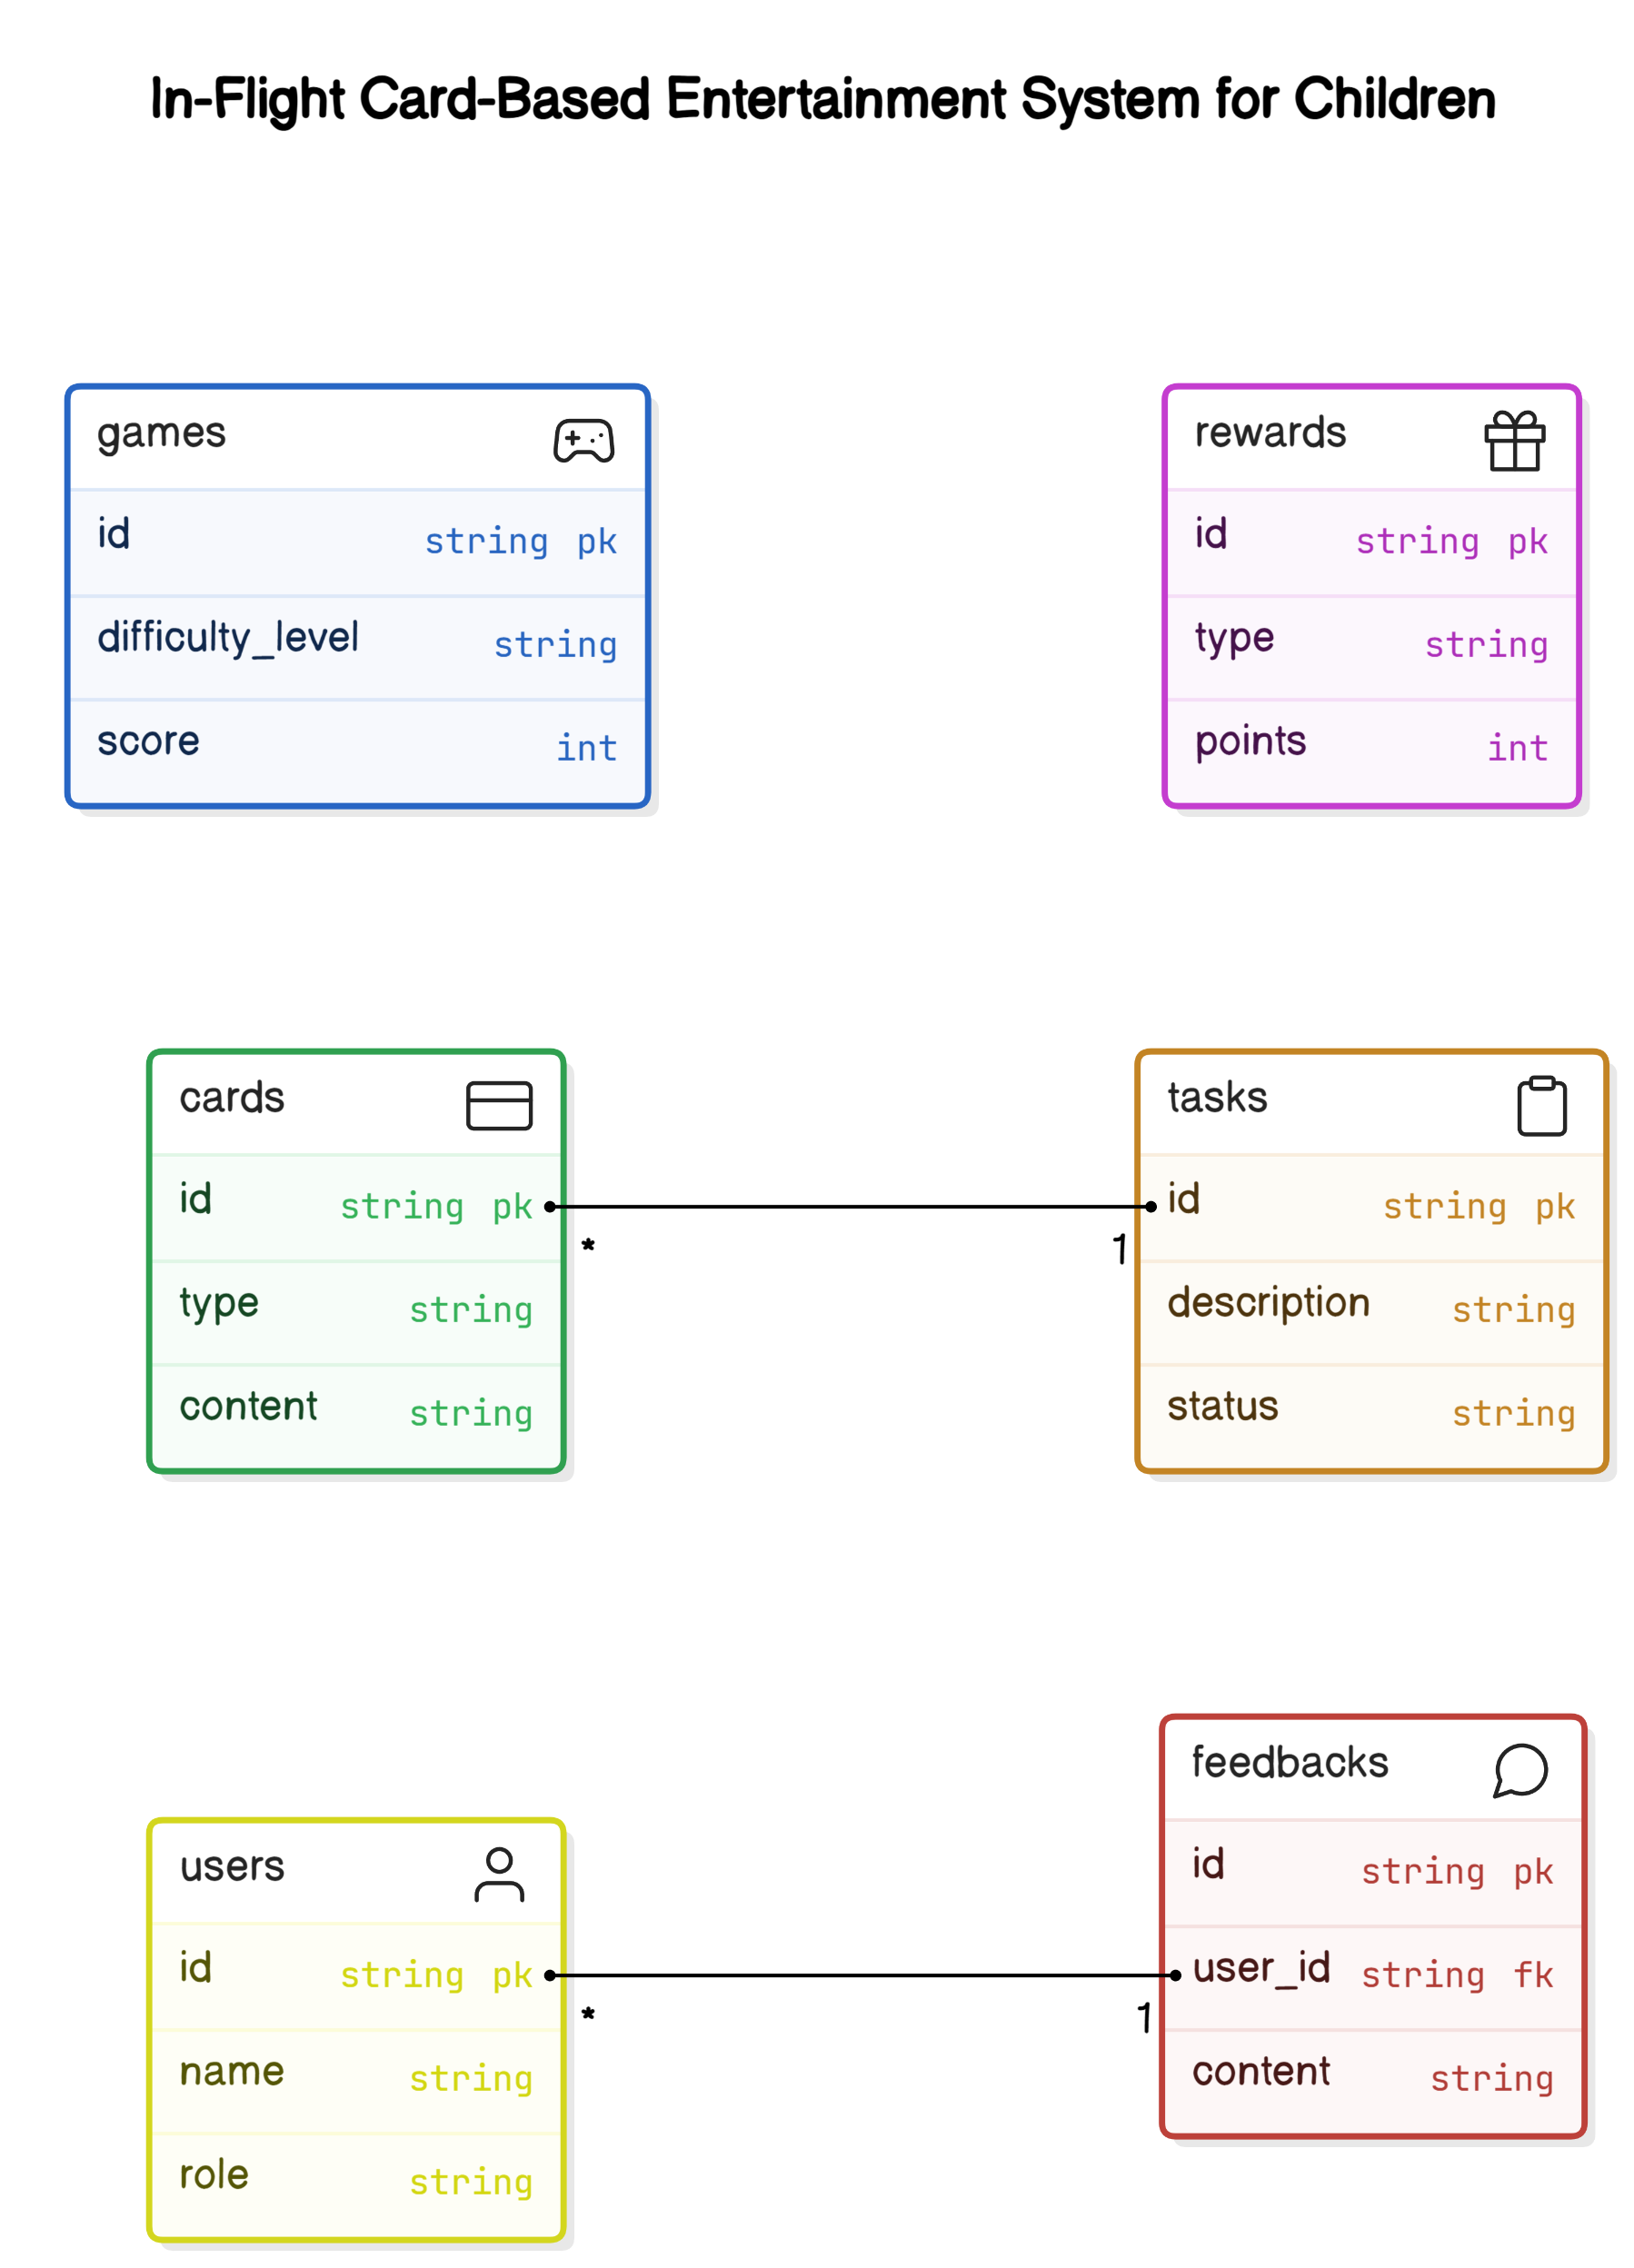 In-Flight Card-Based Entertainment System for Children
games
id string pk
difficulty_level string
score int
rewards
id string pk
type string
points int
cards
id string pk
type string
content string
* 1
tasks
id string pk
description string
status string
users
id string pk
name string
role string
* 1
feedbacks
id string pk
user_id string fk
content string